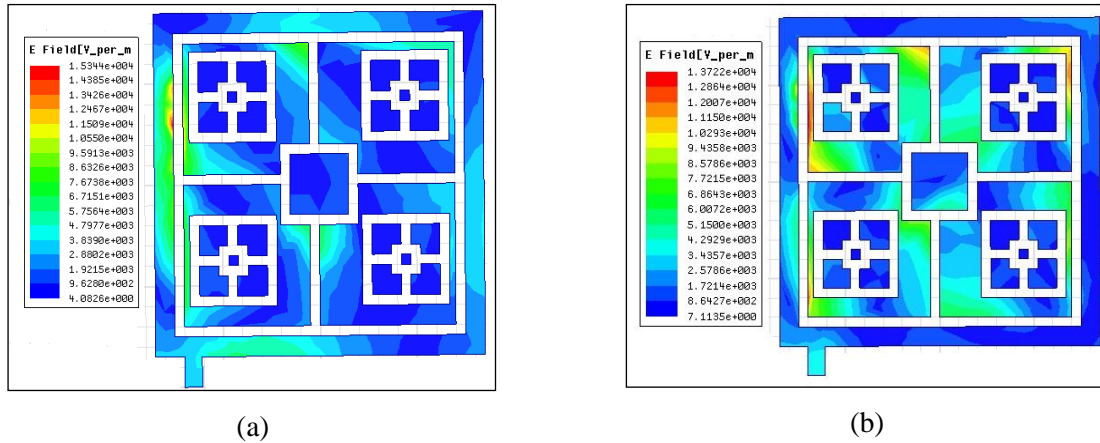 E Field[V_per_m
1.5344e+004
1.4385e+004
1.3426e+004
1.2467e+004
1.1509e+004
1.0550e+004
9.5913e+003
8.6326e+003
7.6738e+003
6.7151e+003
5.7564e+003
4.7977e+003
3.8390e+003
2.8802e+003
1.9215e+003
9.6280e+002
4.0826e+000
(a)
E Field[V_per_m
1.3722e+004
1.2864e+004
1.2007e+004
1.1150e+004
1.0293e+004
9.4358e+003
8.5786e+003
7.7215e+003
6.8643e+003
6.0072e+003
5.1500e+003
4.2929e+003
3.4357e+003
2.5786e+003
1.7214e+003
8.6427e+002
7.1135e+000
(b)